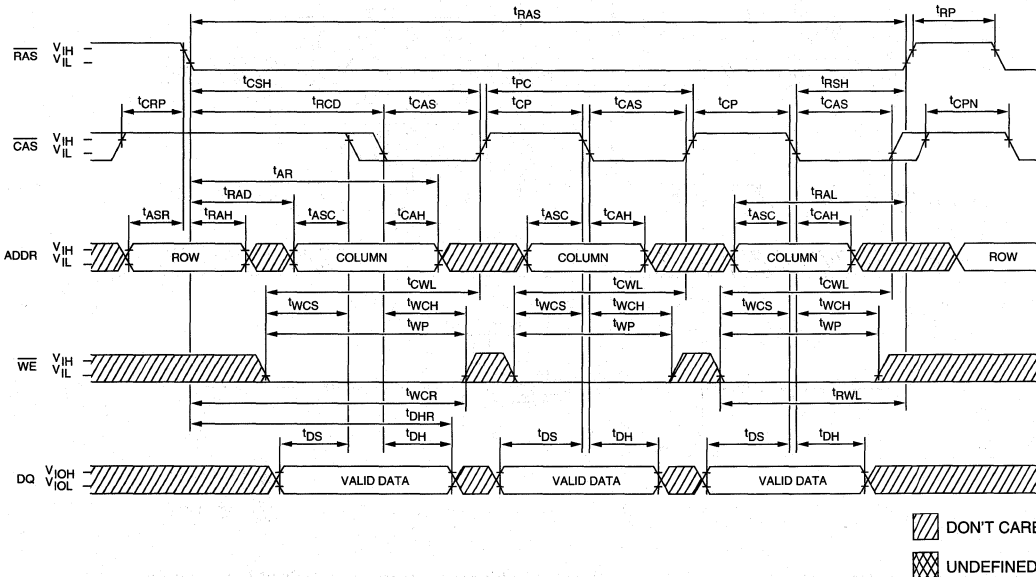 tRAS
tRP
RAS VIH
VIL
tCSH
tPC
tRSH
tCRP
tRCD
tCAS
tCP
tCAS
tCP
tCAS
tCPN
CAS VIH
VIL
tAR
tRAD
tRAL
tASR
tRAH
tASC
tCAH
tASC
tCAH
tASC
tCAH
ADDR VIH
VIL
ROW
COLUMN
COLUMN
COLUMN
ROW
tCWL
tCWL
tCWL
tWCS
tWCH
tWCS
tWCH
tWCS
tWCH
tWP
tWP
tWP
WE VIH
VIL
tWCR
tRWL
tDHR
tDS
tDH
tDS
tDH
tDS
tDH
DQ VIOH
VIOL
VALID DATA
VALID DATA
VALID DATA
DON'T CARE
UNDEFINED